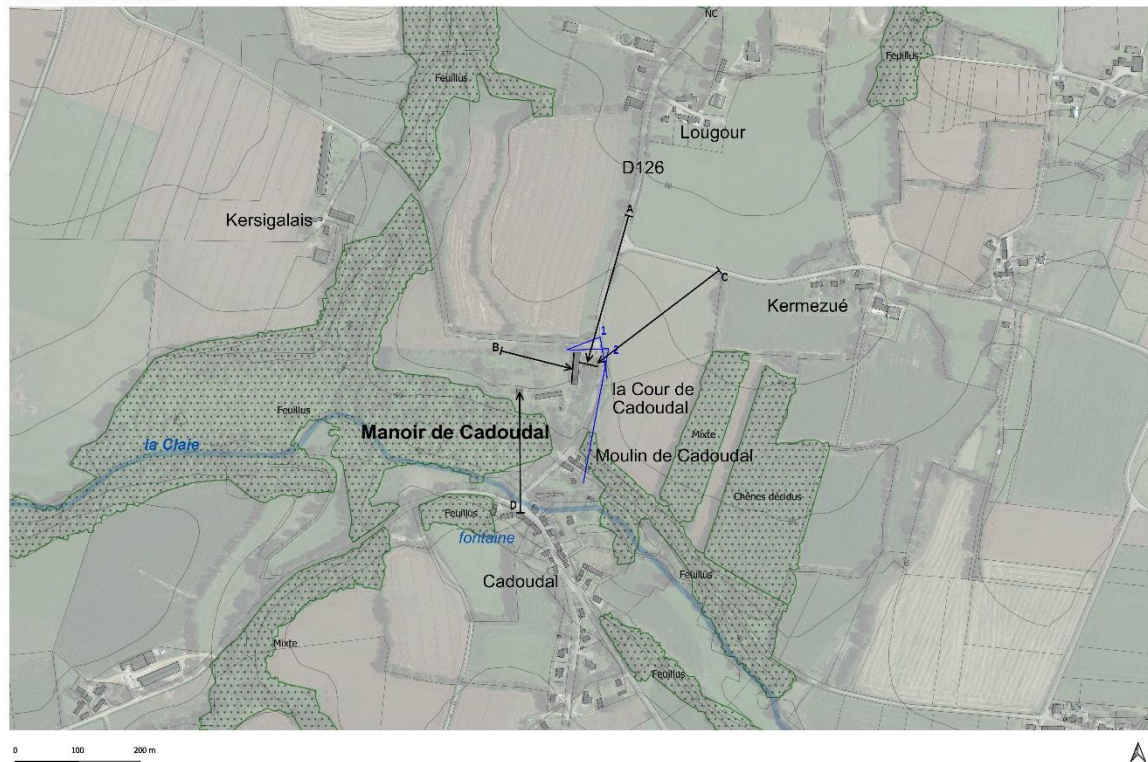 NC
Feuillus
Feuillus
Lougour
D126
A
Kersigalais
C
Kermezué
1
B
2
la Cour de
Cadoudal
Feuillus
Manoir de Cadoudal
Mixte
la Claie
Moulin de Cadoudal
Chênes décidus
D
Feuillus
fontaine
Cadoudal
Feuillus
Mixte
Feuillus
0 100 200 m